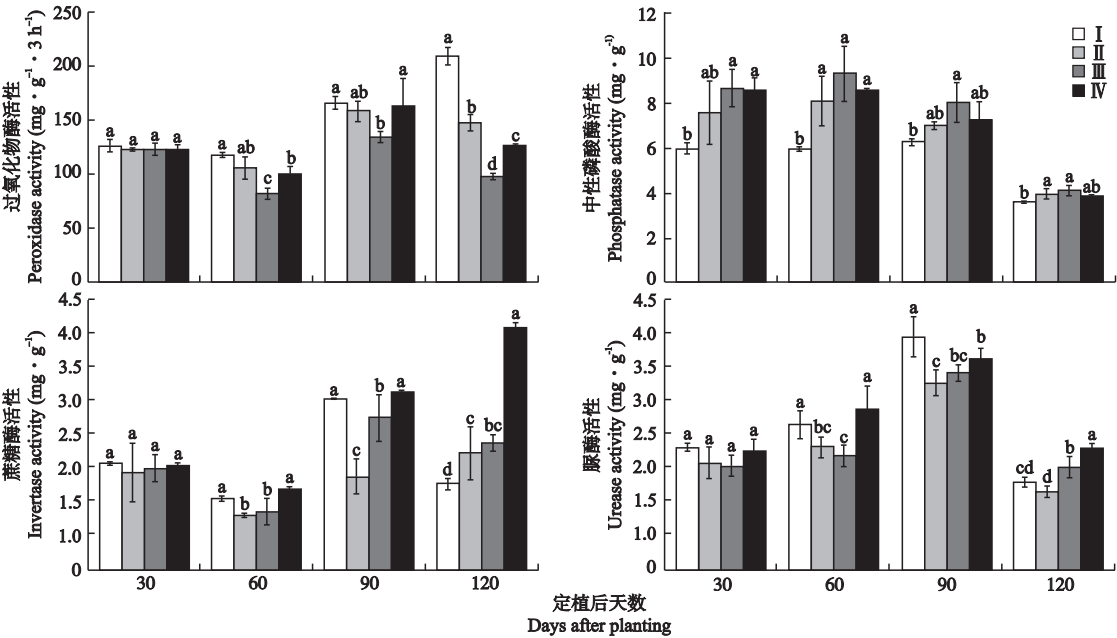 过氧化物酶活性
Peroxidase activity (mg·g⁻¹·3 h⁻¹)
250
200
150
100
50
0
a a a a
a ab c b
a ab b a
a b d c
中性磷酸酶活性
Phosphatase activity (mg·g⁻¹)
12
10
8
6
4
2
0
b ab a a
b a a a
b ab a ab
b a a ab
I
II
III
IV
蔗糖酶活性
Invertase activity (mg·g⁻¹)
4.5
4.0
3.5
3.0
2.5
2.0
1.5
1.0
0
a a a a
a b b a
a c b a
d c bc a
30 60 90 120
脲酶活性
Urease activity (mg·g⁻¹)
4.5
4.0
3.5
3.0
2.5
2.0
1.5
1.0
0
a a a a
a bc c a
a c bc b
cd d b a
30 60 90 120
定植后天数
Days after planting